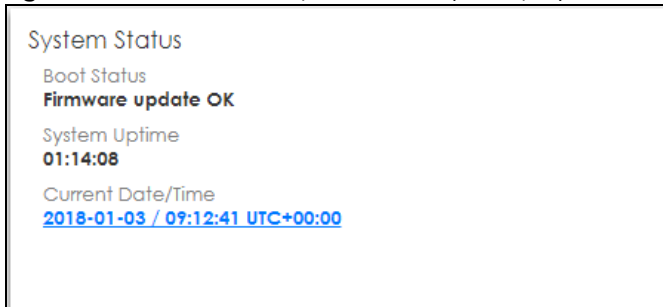 System Status
Boot Status
Firmware update OK
System Uptime
01:14:08
Current Date/Time
2018-01-03 / 09:12:41 UTC+00:00